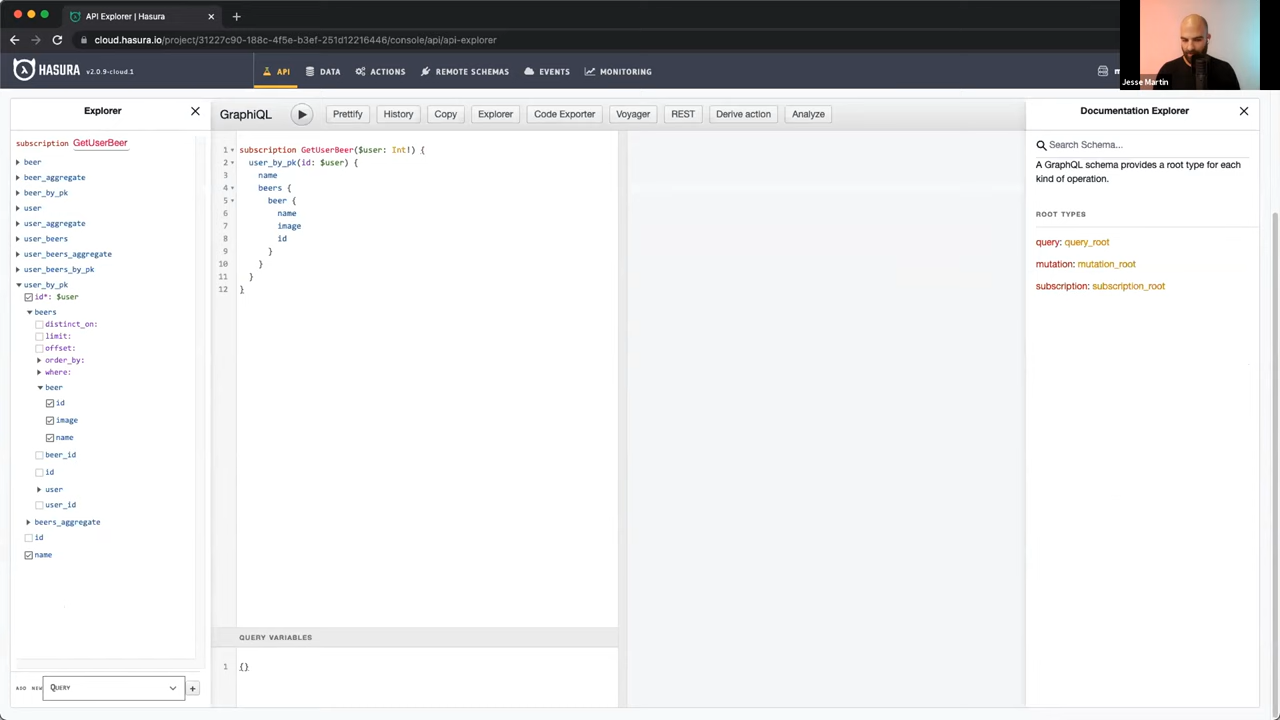 API Explorer | Hasura
cloud.hasura.io/project/31227c90-188c-4f5e-b3ef-251d12216446/console/api/api-explorer
Jesse Martin
HASURA v2.0.9-cloud.1
API
DATA
ACTIONS
REMOTE SCHEMAS
EVENTS
MONITORING
Explorer
subscription GetUserBeer
beer
beer_aggregate
beer_by_pk
user
user_aggregate
user_beers
user_beers_aggregate
user_beers_by_pk
user_by_pk
id*: $user
beers
distinct_on:
limit:
offset:
order_by:
where:
beer
id
image
name
beer_id
id
user
user_id
beers_aggregate
id
name
ADD NEW QUERY +
GraphiQL
Prettify
History
Copy
Explorer
Code Exporter
Voyager
REST
Derive action
Analyze
1 subscription GetUserBeer($user: Int!) {
2 user_by_pk(id: $user) {
3 name
4 beers {
5 beer {
6 name
7 image
8 id
9 }
10 }
11 }
12 }
QUERY VARIABLES
1 {}
Documentation Explorer
Search Schema...
A GraphQL schema provides a root type for each
kind of operation.
ROOT TYPES
query: query_root
mutation: mutation_root
subscription: subscription_root